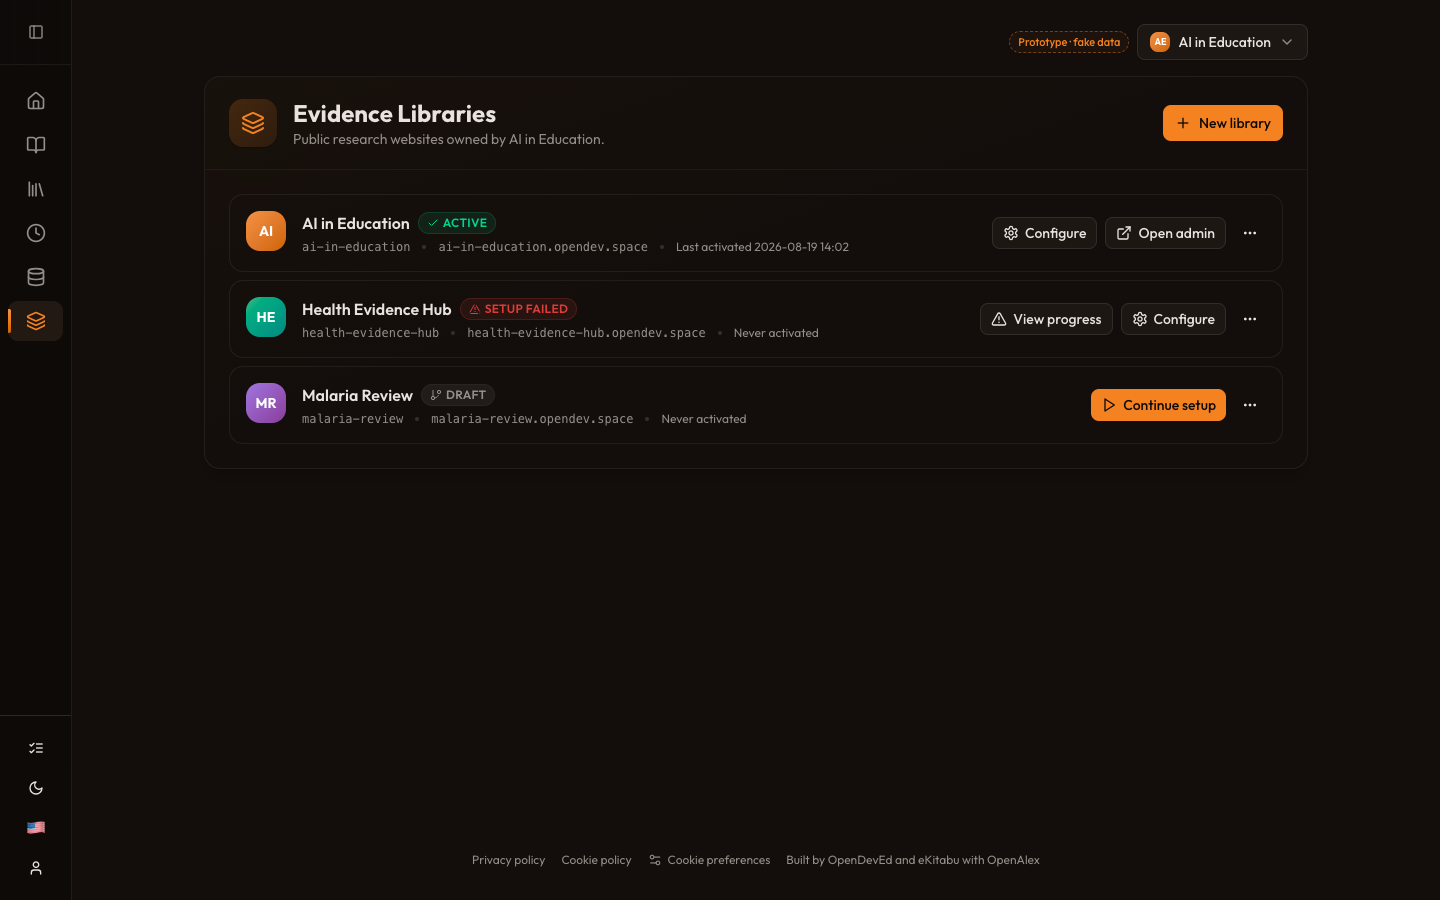 Prototype · fake data
AE AI in Education
Evidence Libraries
Public research websites owned by AI in Education.
New library
AI
AI in Education ACTIVE
ai-in-education • ai-in-education.opendev.space • Last activated 2026-08-19 14:02
Configure Open admin
HE
Health Evidence Hub SETUP FAILED
health-evidence-hub • health-evidence-hub.opendev.space • Never activated
View progress Configure
MR
Malaria Review DRAFT
malaria-review • malaria-review.opendev.space • Never activated
Continue setup
Privacy policy Cookie policy Cookie preferences Built by OpenDevEd and eKitabu with OpenAlex